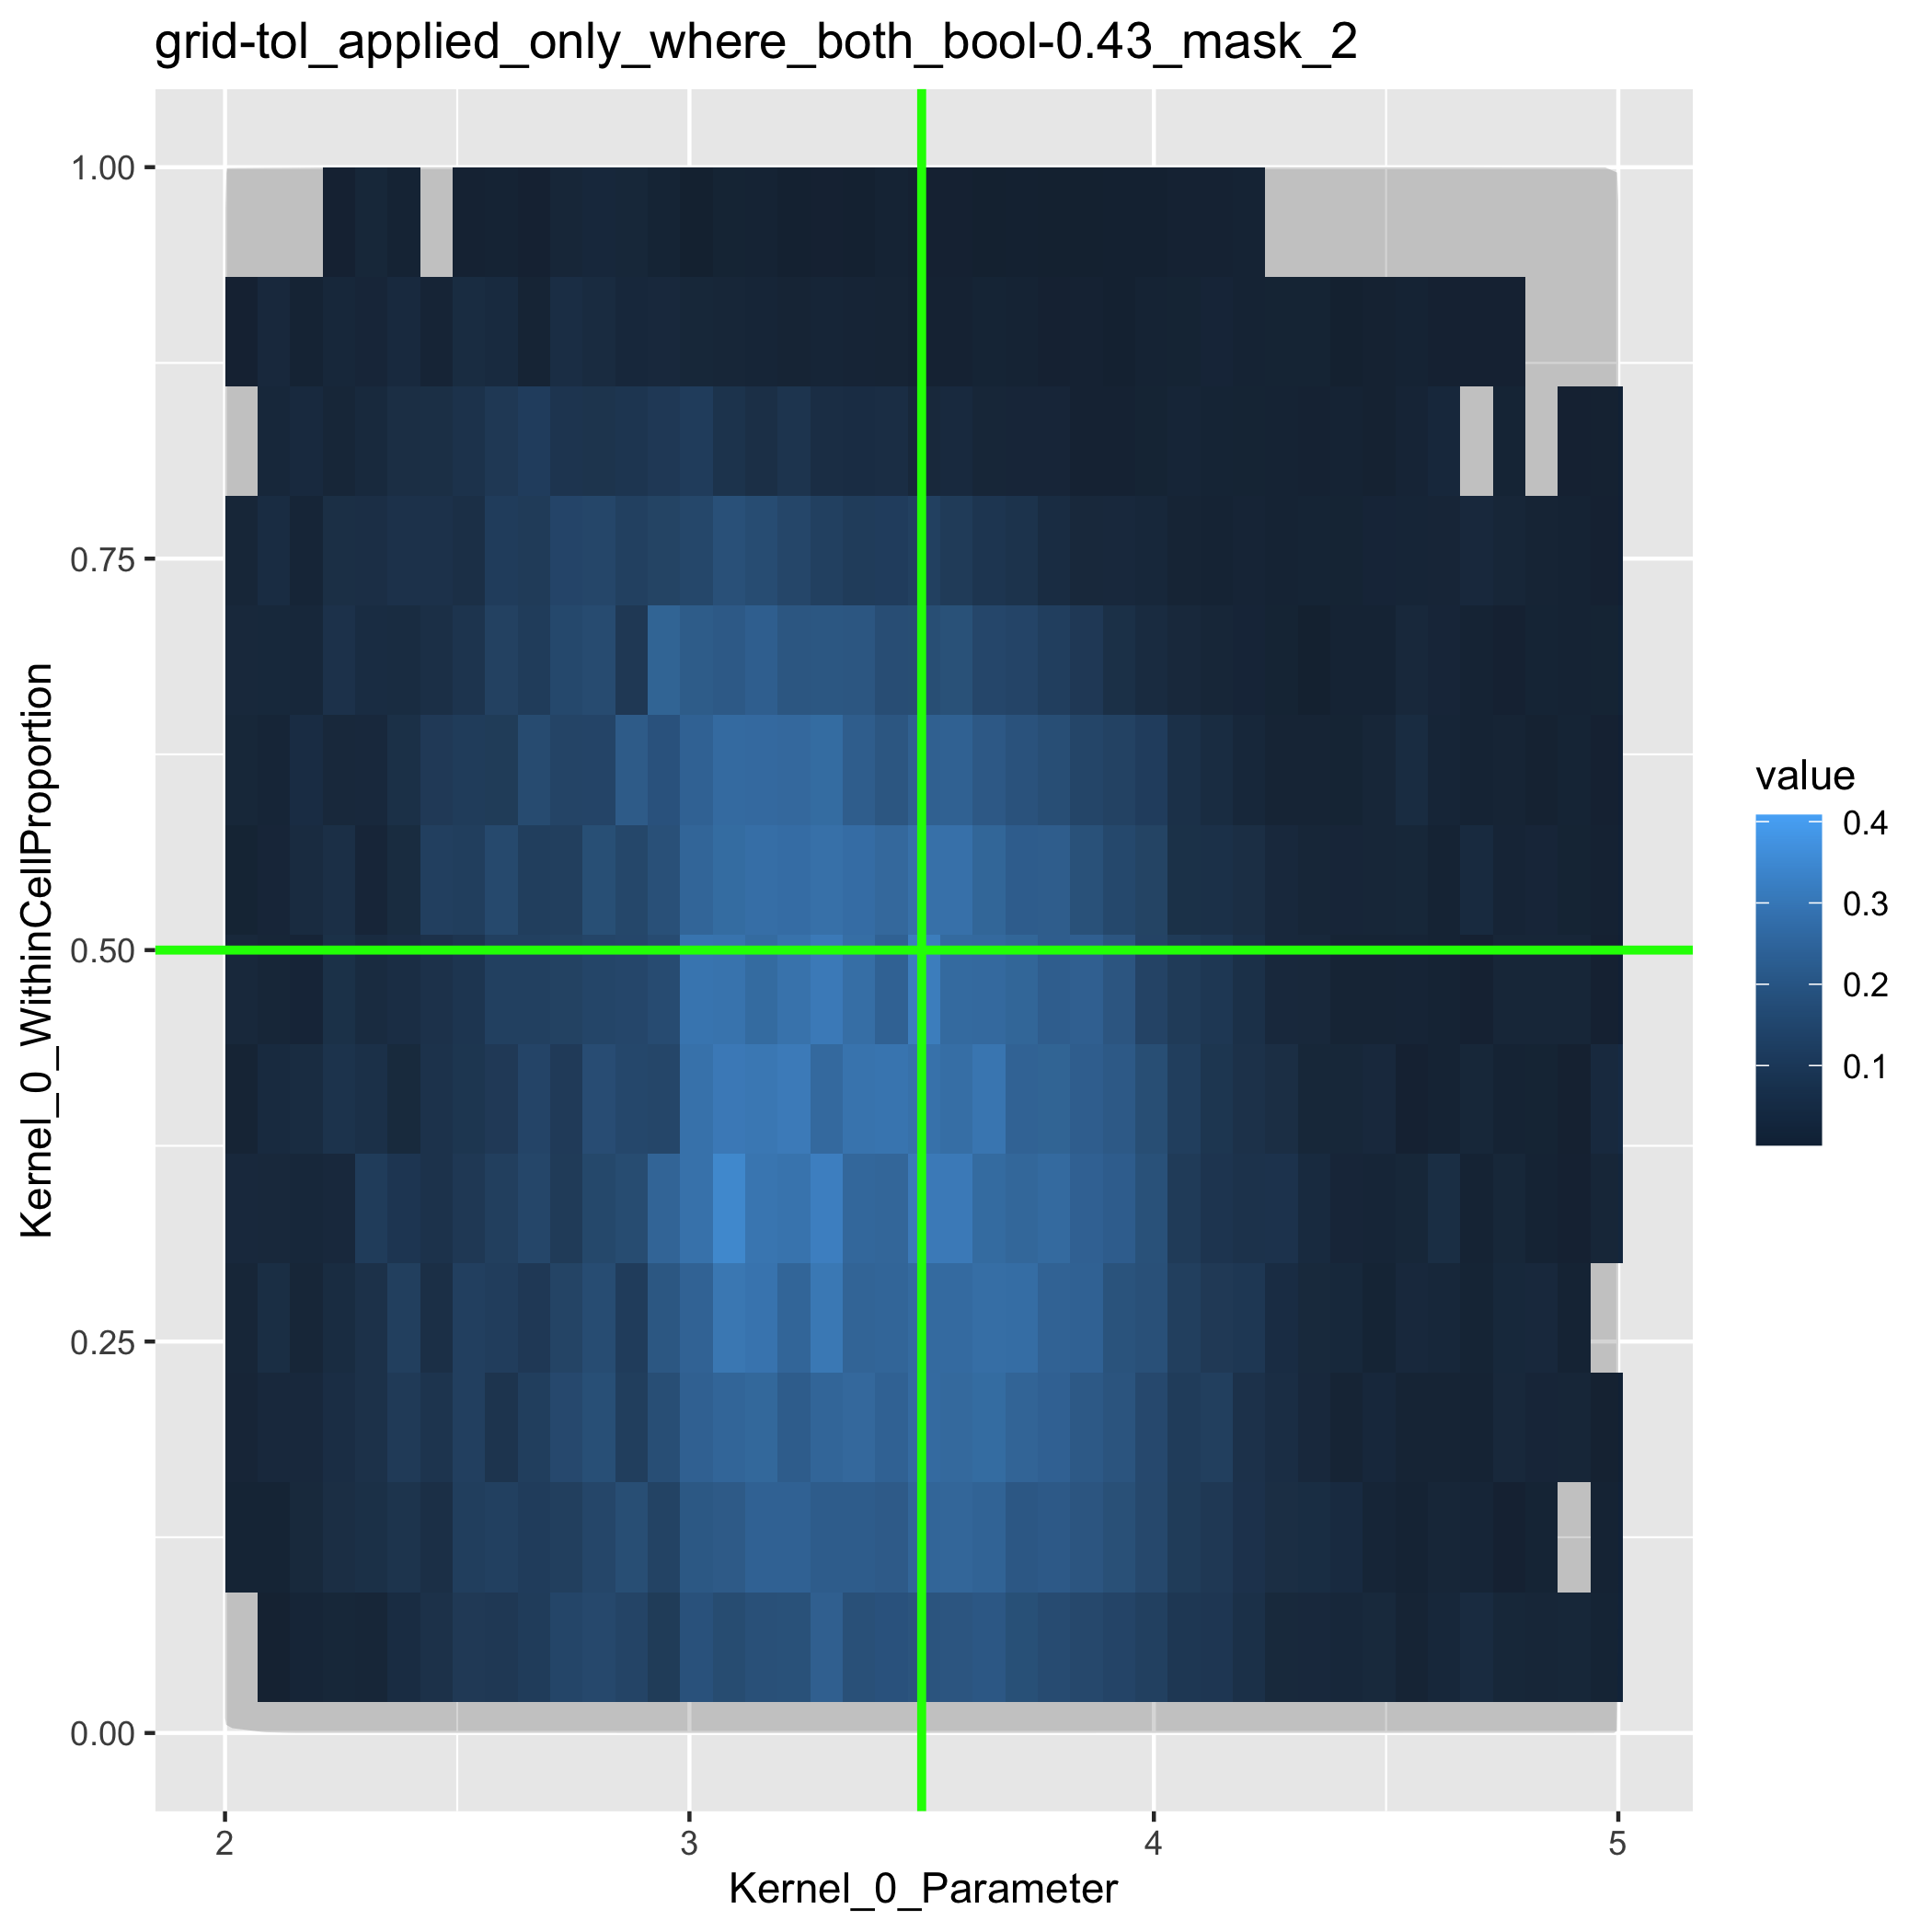 grid-tol_applied_only_where_both_bool-0.43_mask_2
1.00
0.75
0.50
0.25
0.00
Kernel_0_WithinCellProportion
2 3 4 5
Kernel_0_Parameter
value
0.4
0.3
0.2
0.1